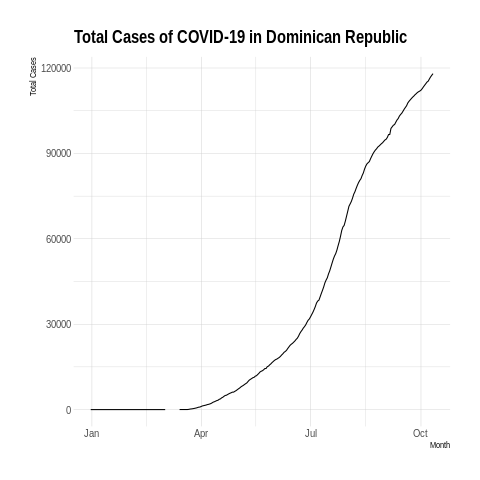 Total Cases of COVID-19 in Dominican Republic
Total Cases
120000
90000
60000
30000
0
Jan Apr Jul Oct
Month